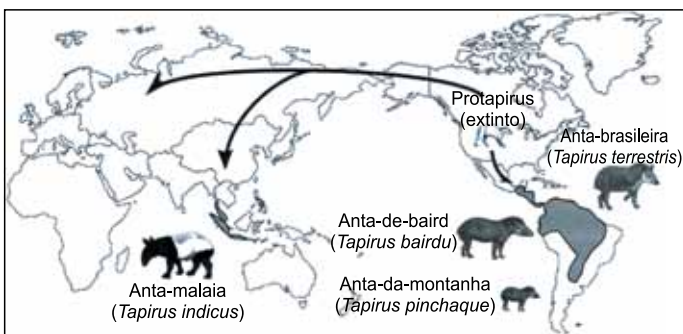 Protapirus
(extinto)
Anta-brasileira
(Tapirus terrestris)
Anta-de-baird
(Tapirus bairdu)
Anta-malaia
(Tapirus indicus)
Anta-da-montanha
(Tapirus pinchaque)